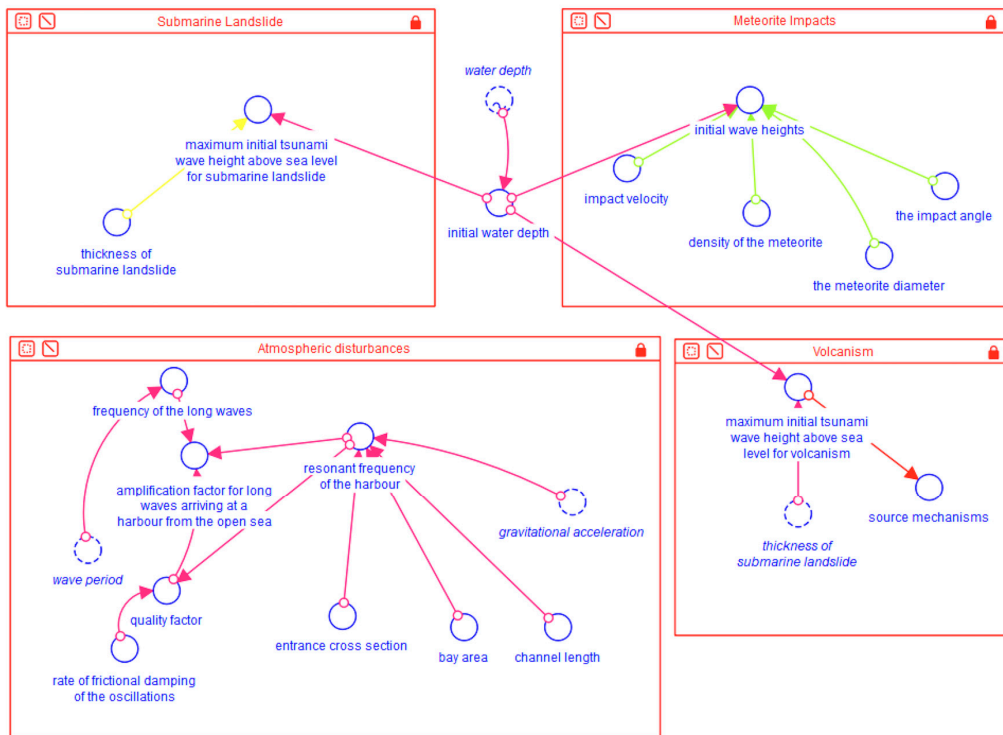 Submarine Landslide
Meteorite Impacts
water depth
maximum initial tsunami
wave height above sea level
for submarine landslide
initial wave heights
impact velocity
the impact angle
initial water depth
density of the meteorite
thickness of
submarine landslide
the meteorite diameter
Atmospheric disturbances
Volcanism
frequency of the long waves
maximum initial tsunami
wave height above sea
level for volcanism
resonant frequency
of the harbour
amplification factor for long
waves arriving at a
harbour from the open sea
gravitational acceleration
source mechanisms
thickness of
submarine landslide
wave period
quality factor
entrance cross section
bay area
channel length
rate of frictional damping
of the oscillations